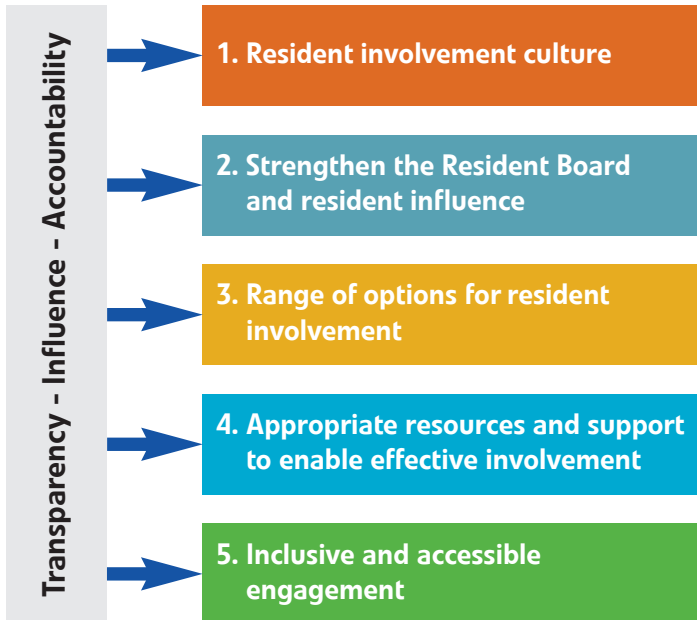 Transparency – Influence – Accountability
1. Resident involvement culture
2. Strengthen the Resident Board
and resident influence
3. Range of options for resident
involvement
4. Appropriate resources and support
to enable effective involvement
5. Inclusive and accessible
engagement